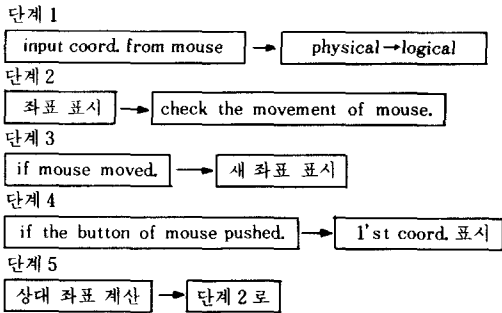 단계 1
input coord. from mouse → physical→logical
단계 2
좌표 표시 → check the movement of mouse.
단계 3
if mouse moved. → 새 좌표 표시
단계 4
if the button of mouse pushed. → 1'st coord. 표시
단계 5
상대 좌표 계산 → 단계 2 로